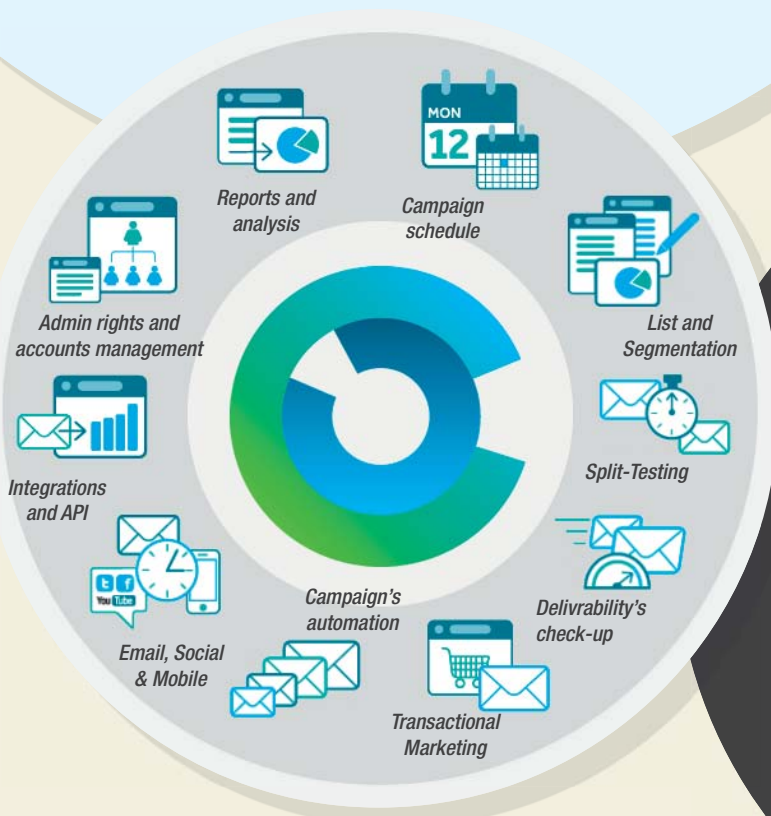 Reports and
analysis
MON
12
Campaign
schedule
List and
Segmentation
Split-Testing
Delivrability's
check-up
Transactional
Marketing
Campaign's
automation
Email, Social
& Mobile
You Tube
Integrations
and API
Admin rights and
accounts management